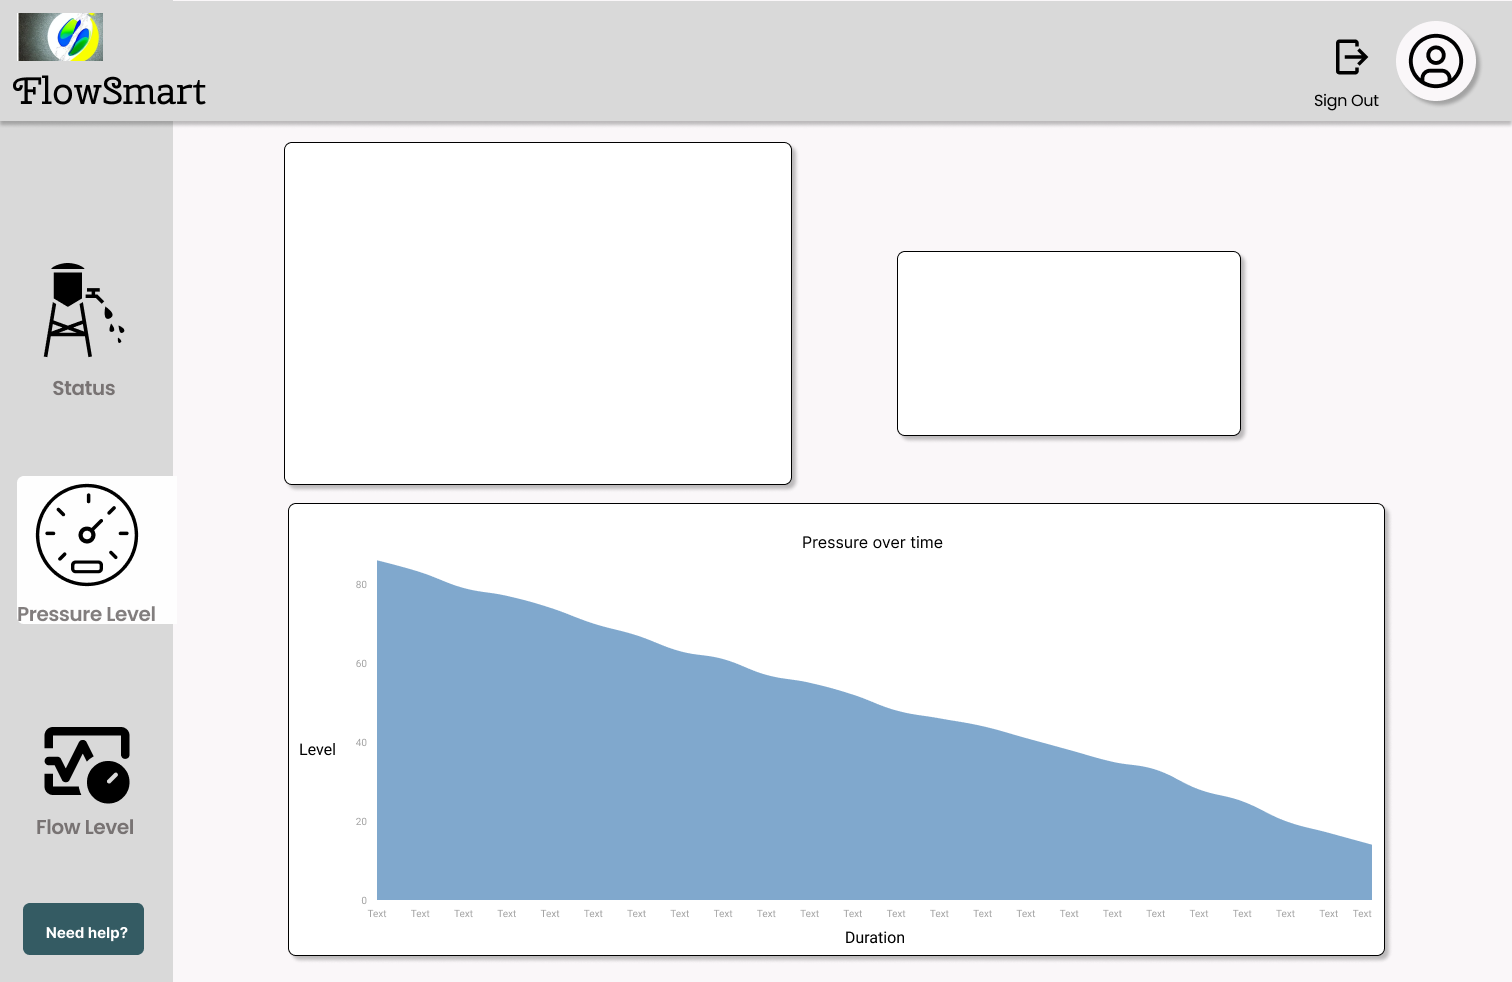 FlowSmart
Sign Out
Status
Pressure Level
Flow Level
Need help?
Pressure over time
80
60
Level
40
20
0
Text Text Text Text Text Text Text Text Text Text Text Text Text Text Text Text Text Text Text Text Text Text Text Text
Duration